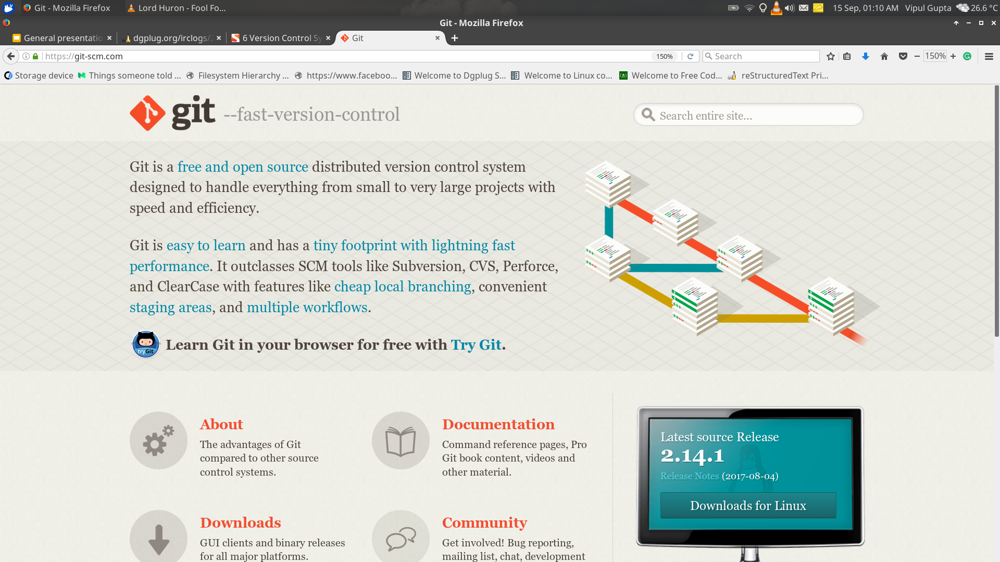 Git - Mozilla Firefox
Lord Huron - Fool Fo...
15 Sep, 01:10 AM
Vipul Gupta
26.6 °C
Git - Mozilla Firefox
General presentatio
dgplug.org/irclogs/
6 Version Control Sy
Git
https://git-scm.com
150%
Search
150%
Storage device
Things someone told ...
Filesystem Hierarchy ...
https://www.faceboo...
Welcome to Dgplug S...
Welcome to Linux co...
Welcome to Free Cod...
reStructuredText Pri...
git --fast-version-control
Search entire site...
Git is a free and open source distributed version control system
designed to handle everything from small to very large projects with
speed and efficiency.
Git is easy to learn and has a tiny footprint with lightning fast
performance. It outclasses SCM tools like Subversion, CVS, Perforce,
and ClearCase with features like cheap local branching, convenient
staging areas, and multiple workflows.
tryGit
Learn Git in your browser for free with Try Git.
About
The advantages of Git
compared to other source
control systems.
Documentation
Command reference pages, Pro
Git book content, videos and
other material.
Downloads
GUI clients and binary releases
for all major platforms.
Community
Get involved! Bug reporting,
mailing list, chat, development
Latest source Release
2.14.1
Release Notes (2017-08-04)
Downloads for Linux